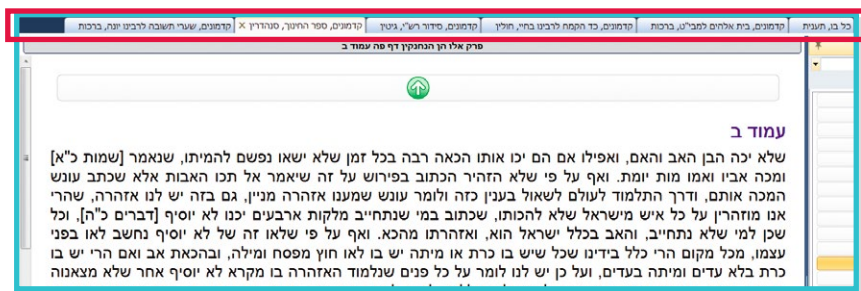 כל בו, תענית
קדמונים, בית אלהים למבי"ט, ברכות
קדמונים, כד הקמח לרבינו בחיי, חולין
קדמונים, סידור רש"י, גיטין
קדמונים, ספר החינוך, סנהדרין
קדמונים, שערי תשובה לרבינו יונה, ברכות
פרק אלו הן הנחנקין דף פה עמוד ב
עמוד ב
שלא יכה הבן האב והאם, ואפילו אם הם יכו אותו הכאה רבה בכל זמן שלא ישאו נפשם להמיתו, שנאמר [שמות כ"א]
ומכה אביו ואמו מות יומת. ואף על פי שלא הזהיר הכתוב בפירוש על זה שיאמר אל תכו האבות אלא שכתב עונש
המכה אותם, ודרך התלמוד לעולם לשאול בענין כזה ולומר עונש שמענו אזהרה מניין, גם בזה יש לנו אזהרה, שהרי
אנו מוזהרין על כל איש מישראל שלא להכותו, שכתוב במי שנתחייב מלקות ארבעים יכנו לא יוסיף [דברים כ"ה]. וכל
שכן למי שלא נתחייב, והאב בכלל ישראל הוא, ואזהרתו מהכא. ואף על פי שלאו זה של לא יוסיף נחשב לאו בפני
עצמו, מכל מקום הרי כלל בידינו שכל שיש בו כרת או מיתה יש בו לאו חוץ מפסח ומילה, ובהכאת אב ואם הרי יש בו
כרת בלא עדים ומיתה בעדים, ועל כן יש לנו לומר על כל פנים שנלמוד האזהרה בו מקרא לא יוסיף אחר שלא מצאנוה